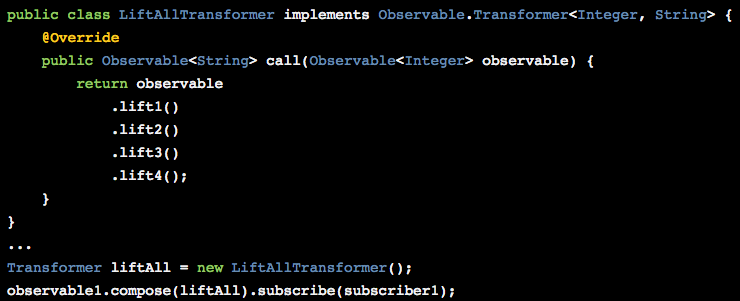 public class LiftAllTransformer implements Observable.Transformer<Integer, String> {
    @Override
    public Observable<String> call(Observable<Integer> observable) {
        return observable
            .lift1()
            .lift2()
            .lift3()
            .lift4();
    }
}
...
Transformer liftAll = new LiftAllTransformer();
observable1.compose(liftAll).subscribe(subscriber1);